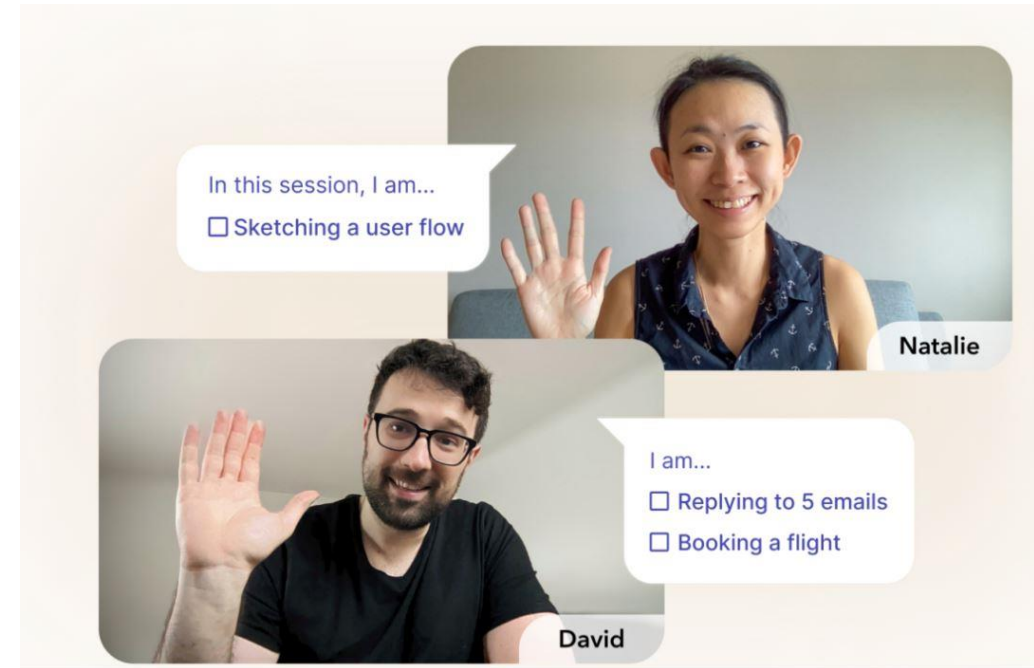 In this session, I am...
Sketching a user flow
Natalie
I am...
Replying to 5 emails
Booking a flight
David